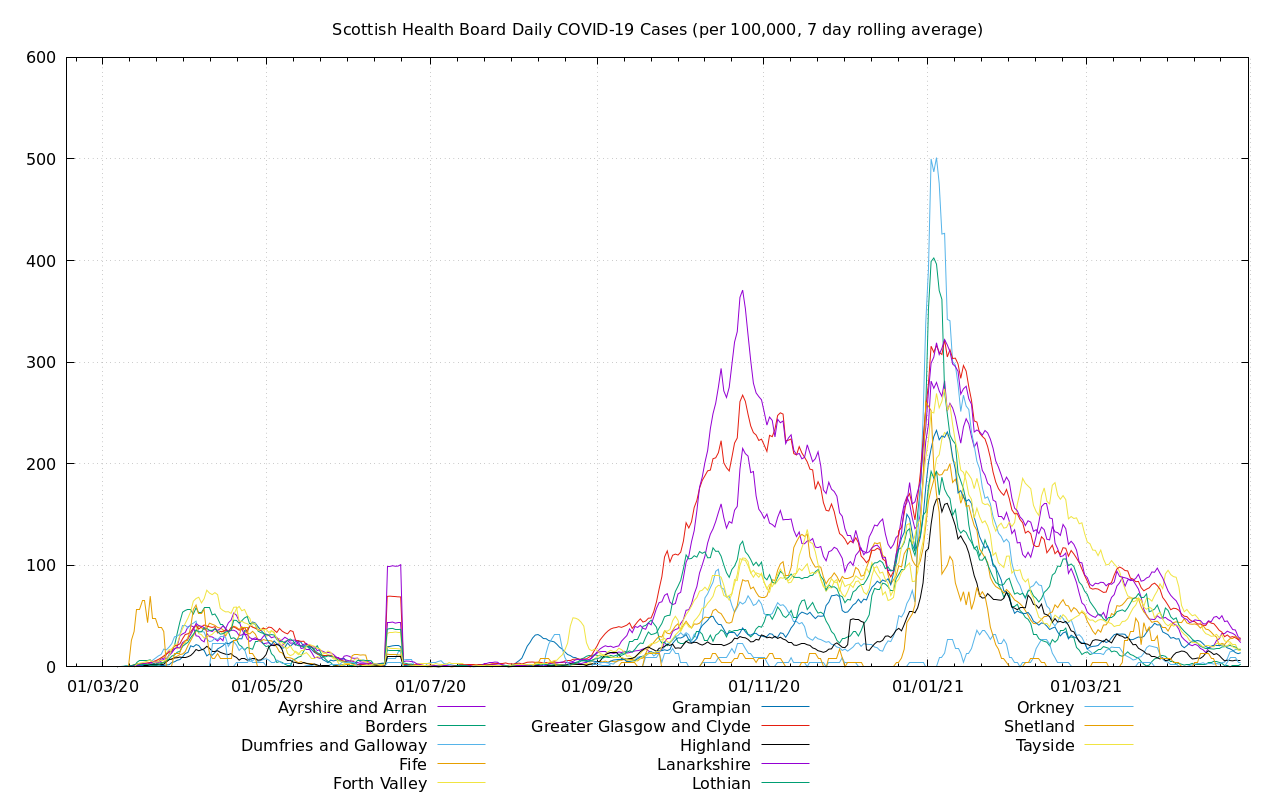 Scottish Health Board Daily COVID-19 Cases (per 100,000, 7 day rolling average)
600
500
400
300
200
100
0
01/03/20 01/05/20 01/07/20 01/09/20 01/11/20 01/01/21 01/03/21
Ayrshire and Arran Grampian Orkney
Borders Greater Glasgow and Clyde Shetland
Dumfries and Galloway Highland Tayside
Fife Lanarkshire
Forth Valley Lothian